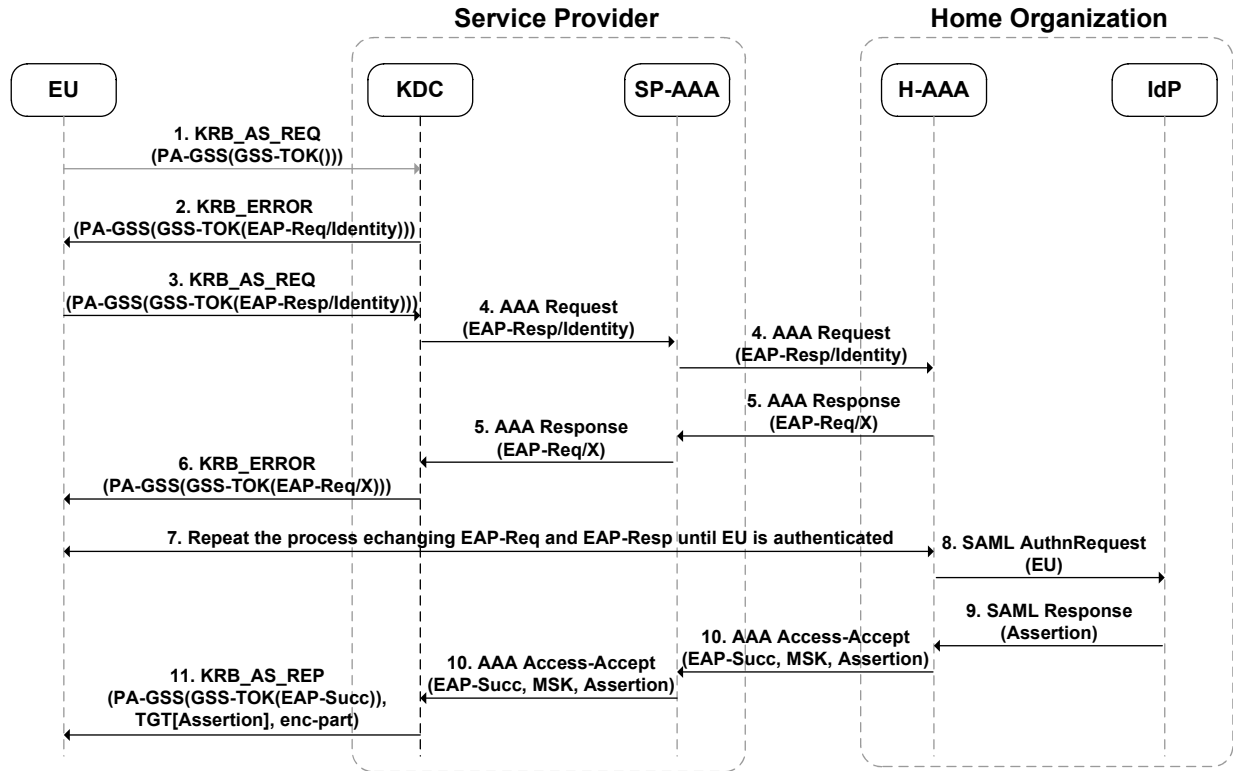 Service Provider
Home Organization
EU
KDC
SP-AAA
H-AAA
IdP
1. KRB_AS_REQ
(PA-GSS(GSS-TOK()))
2. KRB_ERROR
(PA-GSS(GSS-TOK(EAP-Req/Identity)))
3. KRB_AS_REQ
(PA-GSS(GSS-TOK(EAP-Resp/Identity)))
4. AAA Request
(EAP-Resp/Identity)
4. AAA Request
(EAP-Resp/Identity)
5. AAA Response
(EAP-Req/X)
5. AAA Response
(EAP-Req/X)
6. KRB_ERROR
(PA-GSS(GSS-TOK(EAP-Req/X)))
7. Repeat the process echanging EAP-Req and EAP-Resp until EU is authenticated
8. SAML AuthnRequest
(EU)
9. SAML Response
(Assertion)
10. AAA Access-Accept
(EAP-Succ, MSK, Assertion)
10. AAA Access-Accept
(EAP-Succ, MSK, Assertion)
11. KRB_AS_REP
(PA-GSS(GSS-TOK(EAP-Succ)),
TGT[Assertion], enc-part)